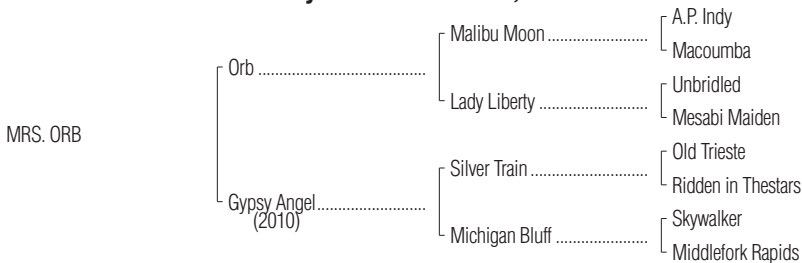 MRS. ORB
Orb
Gypsy Angel
(2010)
Malibu Moon
Lady Liberty
Silver Train
Michigan Bluff
A.P. Indy
Macoumba
Unbridled
Mesabi Maiden
Old Trieste
Ridden in Thestars
Skywalker
Middlefork Rapids